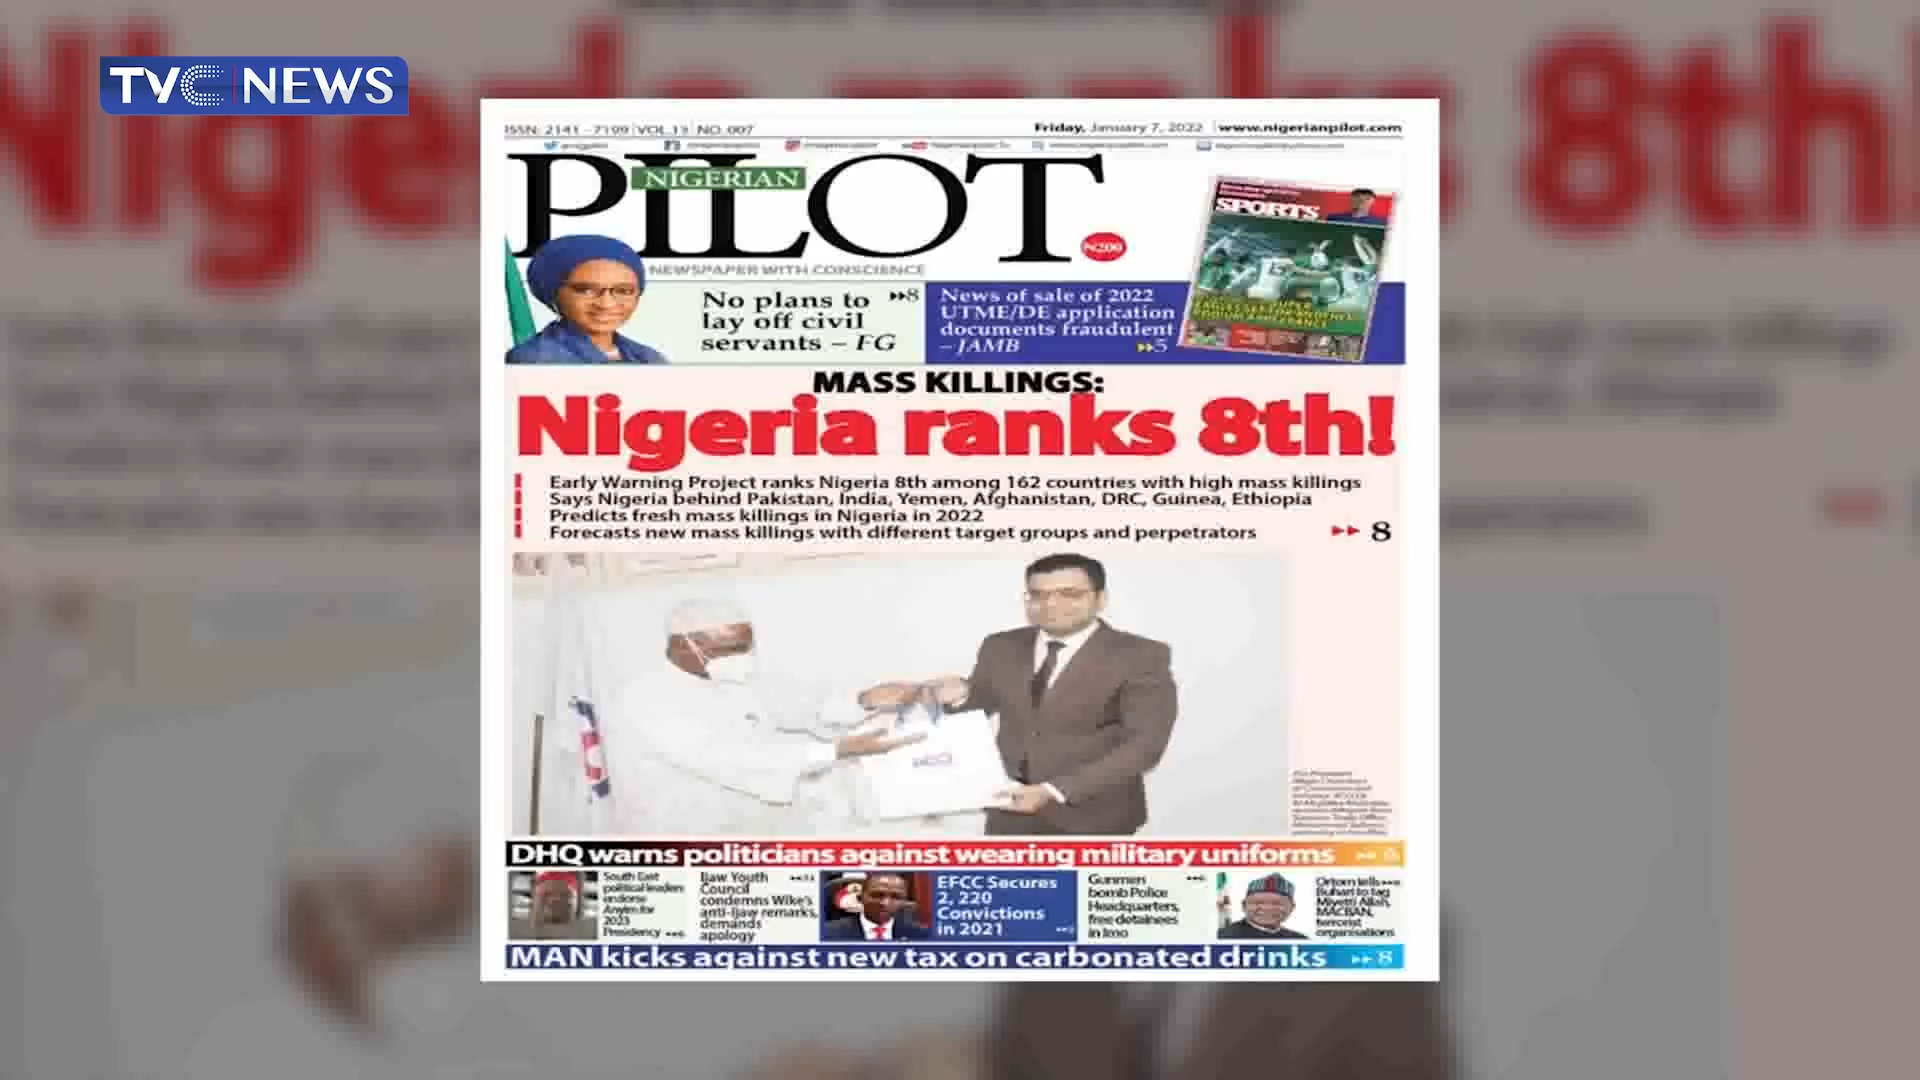 TVC NEWS
ISSN: 2141 - 7199 VOL 13 NO. 007
Friday, January 7, 2022 www.nigerianpilot.com
NIGERIAN
PILOT
N200
NEWSPAPER WITH CONSCIENCE
SPORTS
No plans to 8
lay off civil
servants – FG
News of sale of 2022
UTME/DE application
documents fraudulent
– JAMB 5
MASS KILLINGS:
Nigeria ranks 8th!
Early Warning Project ranks Nigeria 8th among 162 countries with high mass killings
Says Nigeria behind Pakistan, India, Yemen, Afghanistan, DRC, Guinea, Ethiopia
Predicts fresh mass killings in Nigeria in 2022
Forecasts new mass killings with different target groups and perpetrators 8
DHQ warns politicians against wearing military uniforms
South East
political leaders
endorse
Anyim for
2023
Presidency
Ijaw Youth
Council
condemns Wike's
anti-Ijaw remarks,
demands
apology
EFCC Secures
2, 220
Convictions
in 2021
Gunmen
bomb Police
Headquarters,
free detainees
in Imo
Ortom tells
Buhari to tag
Miyetti Allah,
MACBAN,
terrorist
organisations
MAN kicks against new tax on carbonated drinks 8